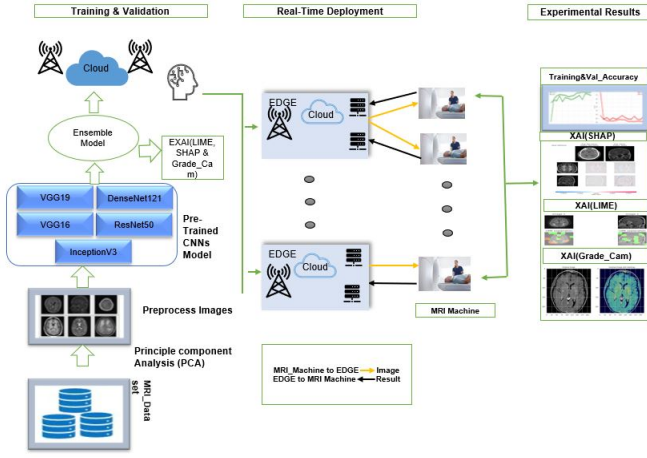 Training & Validation
Real-Time Deployment
Experimental Results
Cloud
Ensemble
Model
EXAI(LIME,
SHAP &
Grade_Ca
m)
VGG19
DenseNet121
VGG16
ResNet50
InceptionV3
Pre-
Trained
CNNs
Model
Preprocess Images
Principle component
Analysis (PCA)
MRI_Data
set
EDGE
Cloud
EDGE
Cloud
MRI Machine
MRI_Machine to EDGE
Image
EDGE to MRI Machine
Result
Training&Val_Accuracy
XAI(SHAP)
XAI(LIME)
XAI(Grade_Cam)